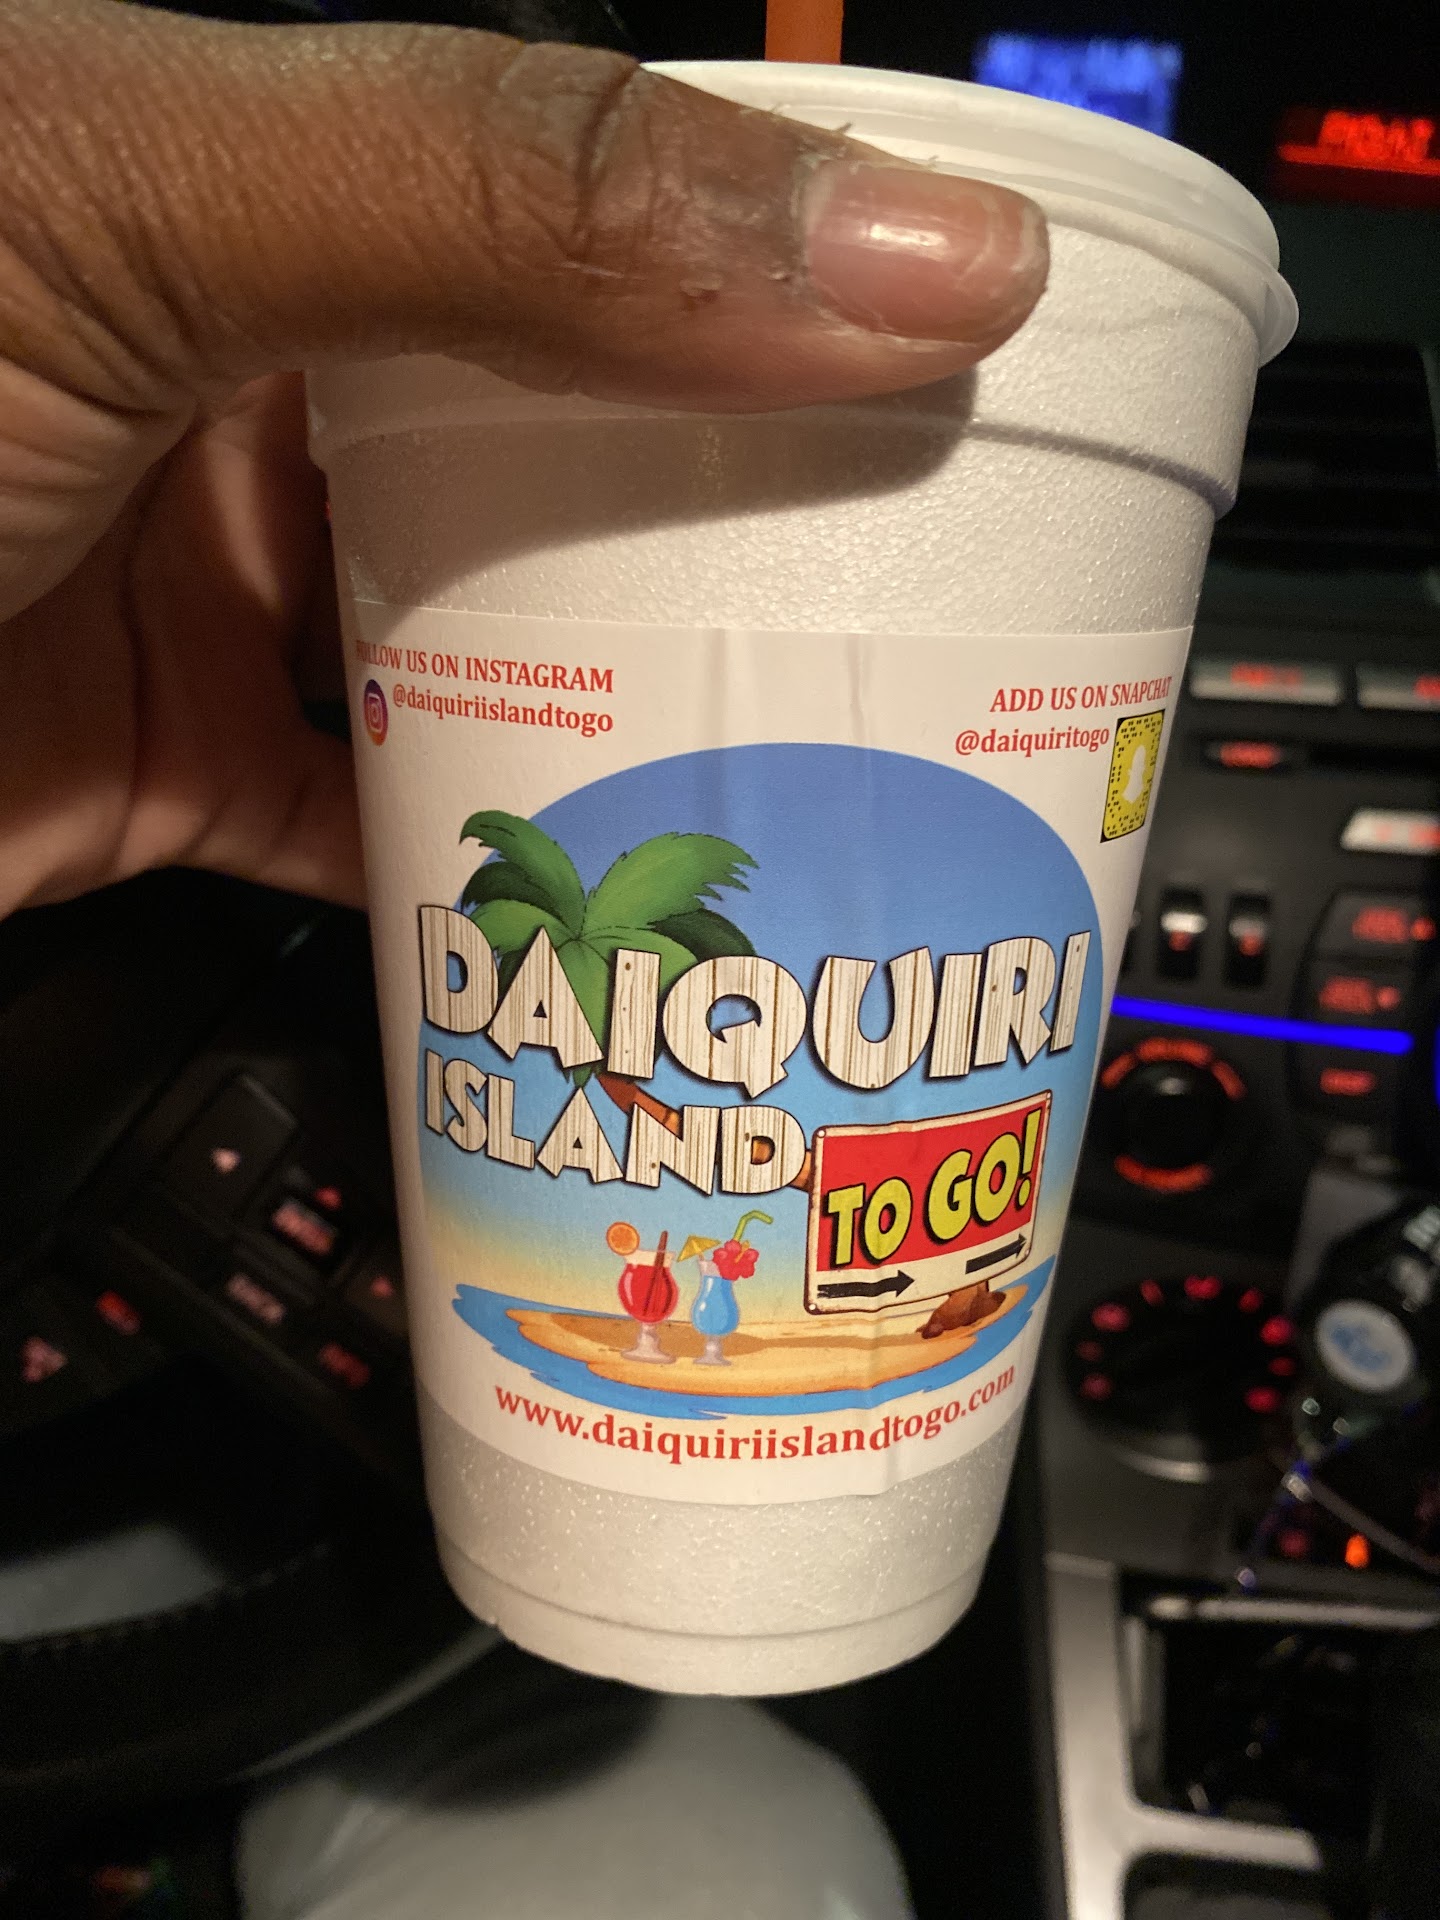 FOLLOW US ON INSTAGRAM
@daiquiriislandtogo
ADD US ON SNAPCHAT
@daiquiritogo
DAIQUIRI
ISLAND
TO GO!
www.daiquiriislandtogo.com